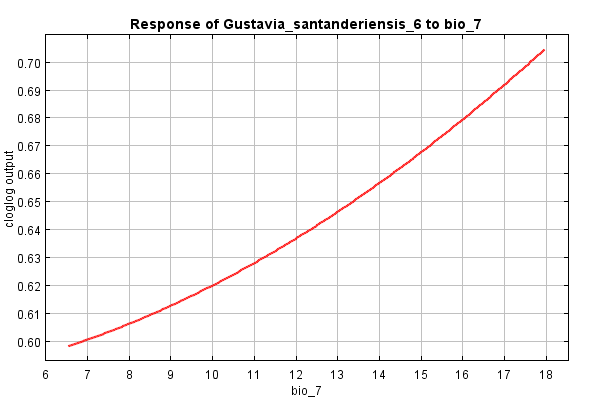 Response of Gustavia_santanderiensis_6 to bio_7
cloglog output
0.70
0.69
0.68
0.67
0.66
0.65
0.64
0.63
0.62
0.61
0.60
6 7 8 9 10 11 12 13 14 15 16 17 18
bio_7